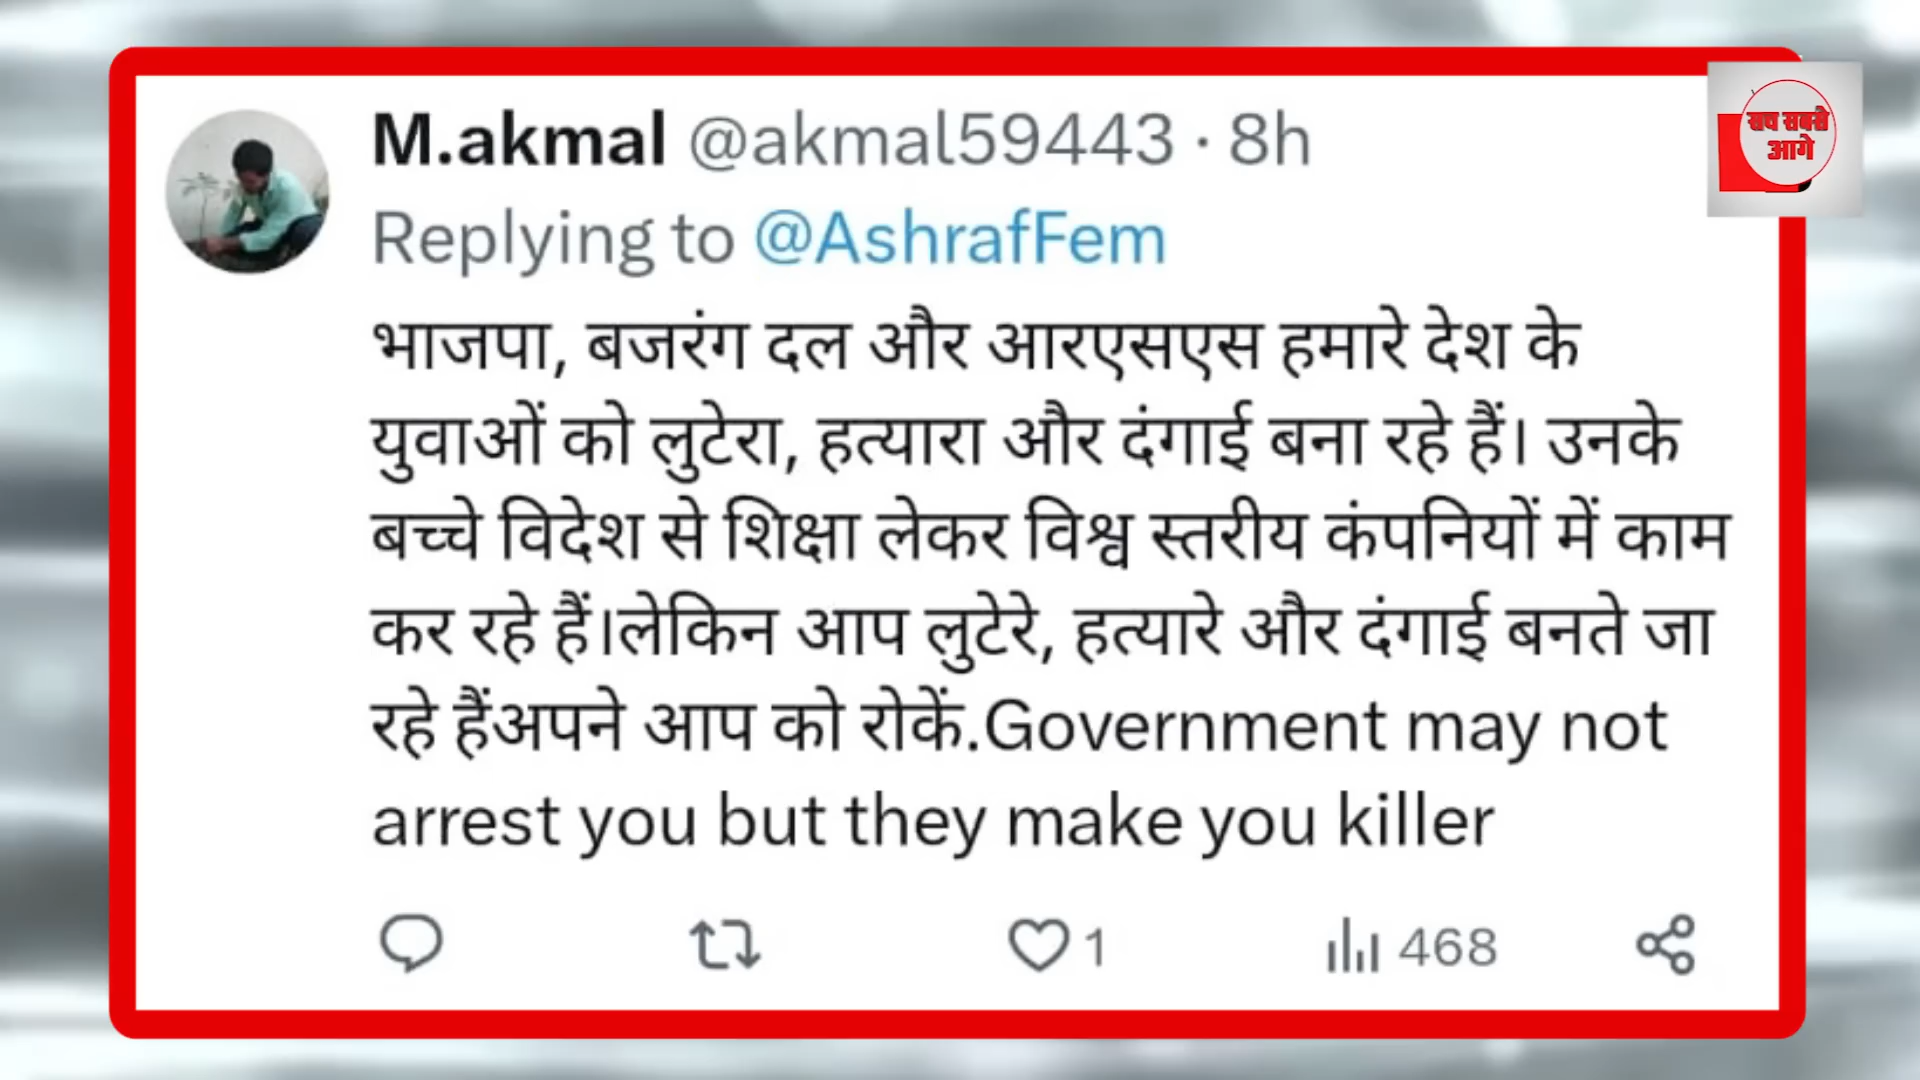 M.akmal @akmal59443 · 8h
Replying to @AshrafFem
भाजपा, बजरंग दल और आरएसएस हमारे देश के
युवाओं को लुटेरा, हत्यारा और दंगाई बना रहे हैं। उनके
बच्चे विदेश से शिक्षा लेकर विश्व स्तरीय कंपनियों में काम
कर रहे हैं।लेकिन आप लुटेरे, हत्यारे और दंगाई बनते जा
रहे हैंअपने आप को रोकें.Government may not
arrest you but they make you killer
1 468
सच सबसे
आगे